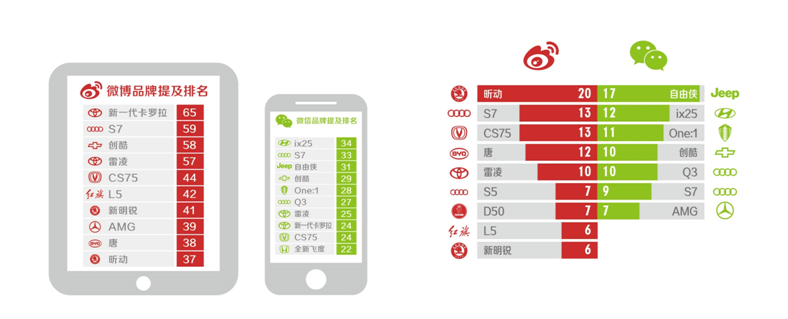 微博品牌提及排名
新一代卡罗拉 65
S7 59
创酷 58
雷凌 57
CS75 44
红旗 L5 42
新明锐 41
AMG 39
BYD 唐 38
昕动 37
微信品牌提及排名
ix25 34
S7 33
Jeep 自由侠 31
创酷 29
One:1 28
Q3 27
雷凌 25
新一代卡罗拉 24
CS75 24
全新飞度 22
昕动 20 17 自由侠 Jeep
S7 13 12 ix25
CS75 13 11 One:1
BYD 唐 12 10 创酷
雷凌 10 10 Q3
S5 7 9 S7
D50 7 7 AMG
红旗 L5 6
新明锐 6